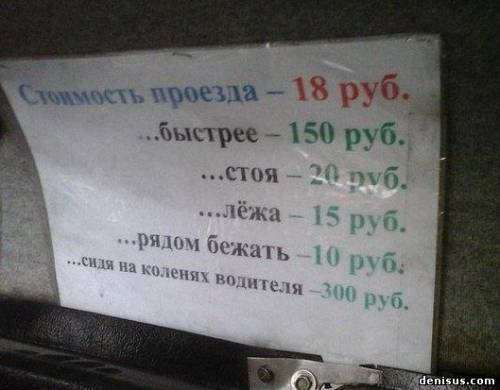 Стоимость проезда – 18 руб.
...быстрее – 150 руб.
...стоя – 20 руб.
...лёжа – 15 руб.
...рядом бежать –10 руб.
...сидя на коленях водителя –300 руб.
denisus.com